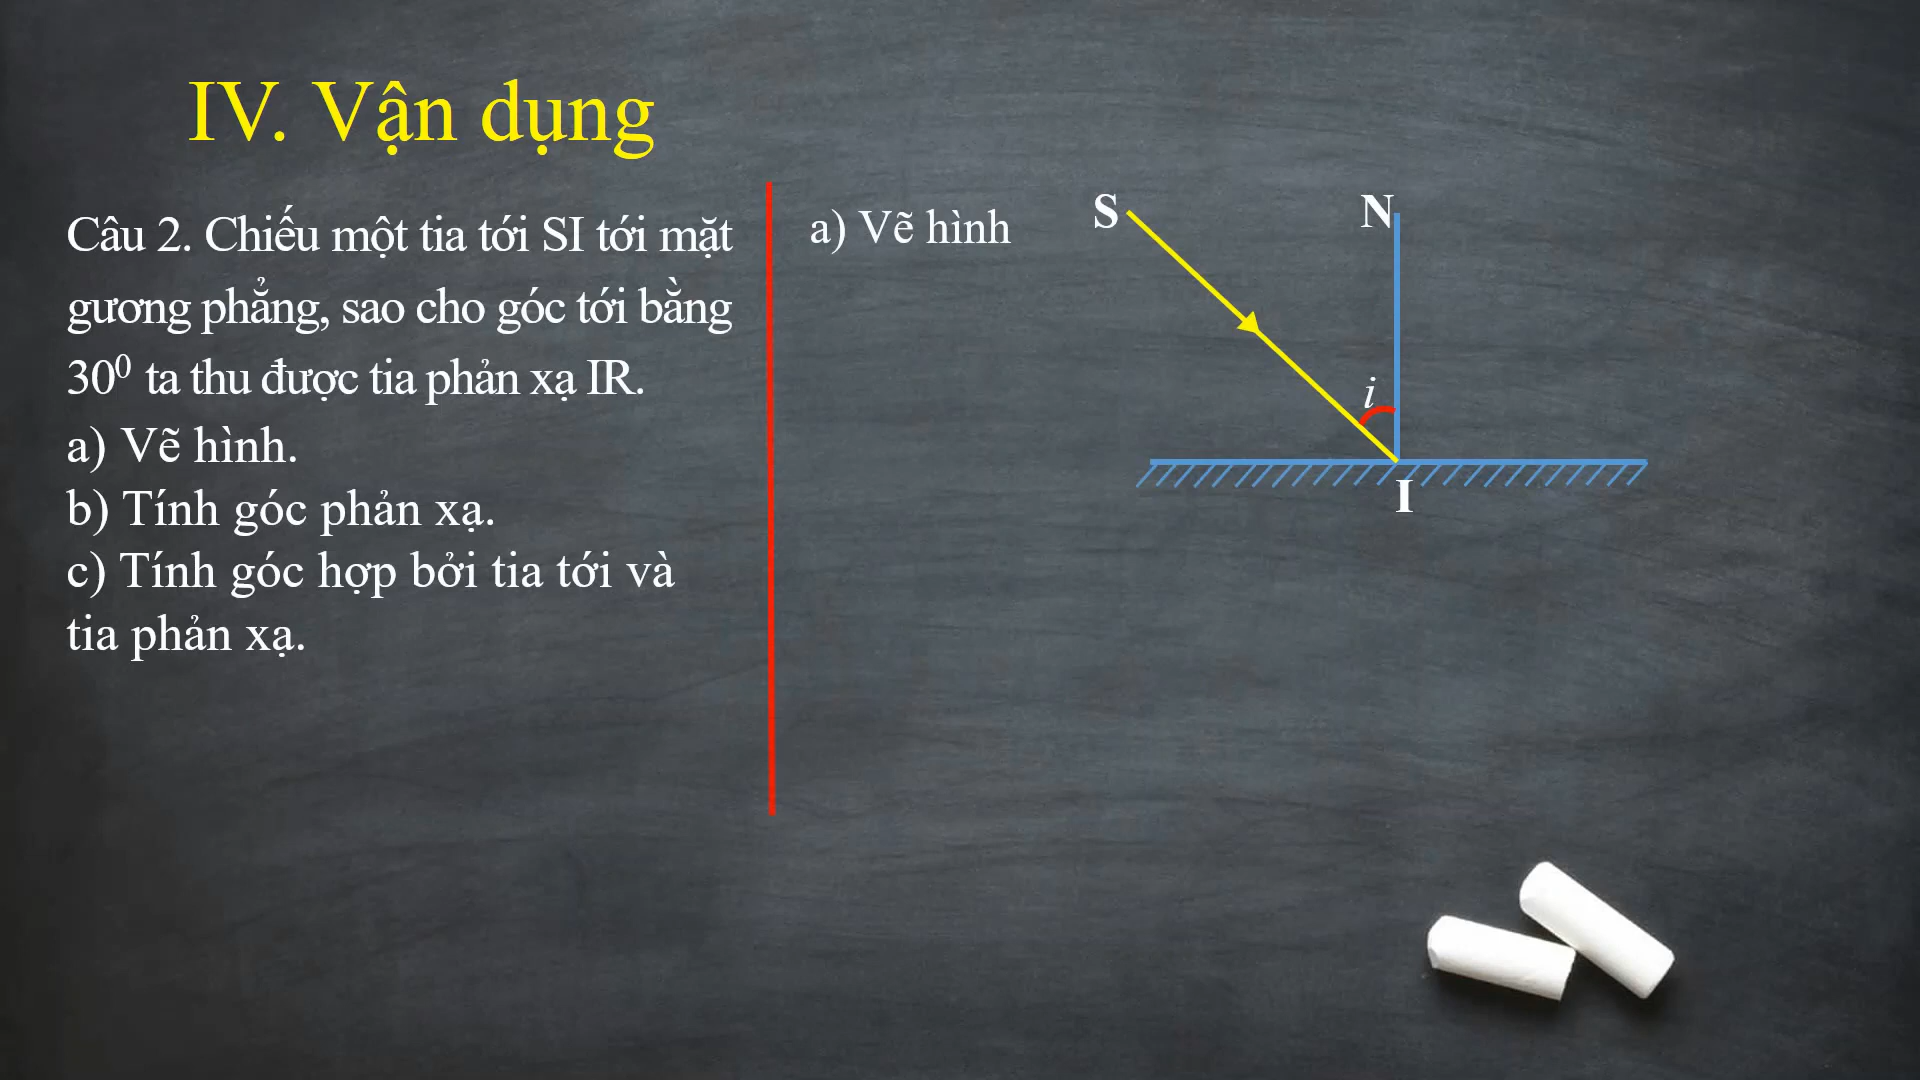 IV. Vận dụng
Câu 2. Chiếu một tia tới SI tới mặt
gương phẳng, sao cho góc tới bằng
30⁰ ta thu được tia phản xạ IR.
a) Vẽ hình.
b) Tính góc phản xạ.
c) Tính góc hợp bởi tia tới và
tia phản xạ.
a) Vẽ hình
S
N
i
I